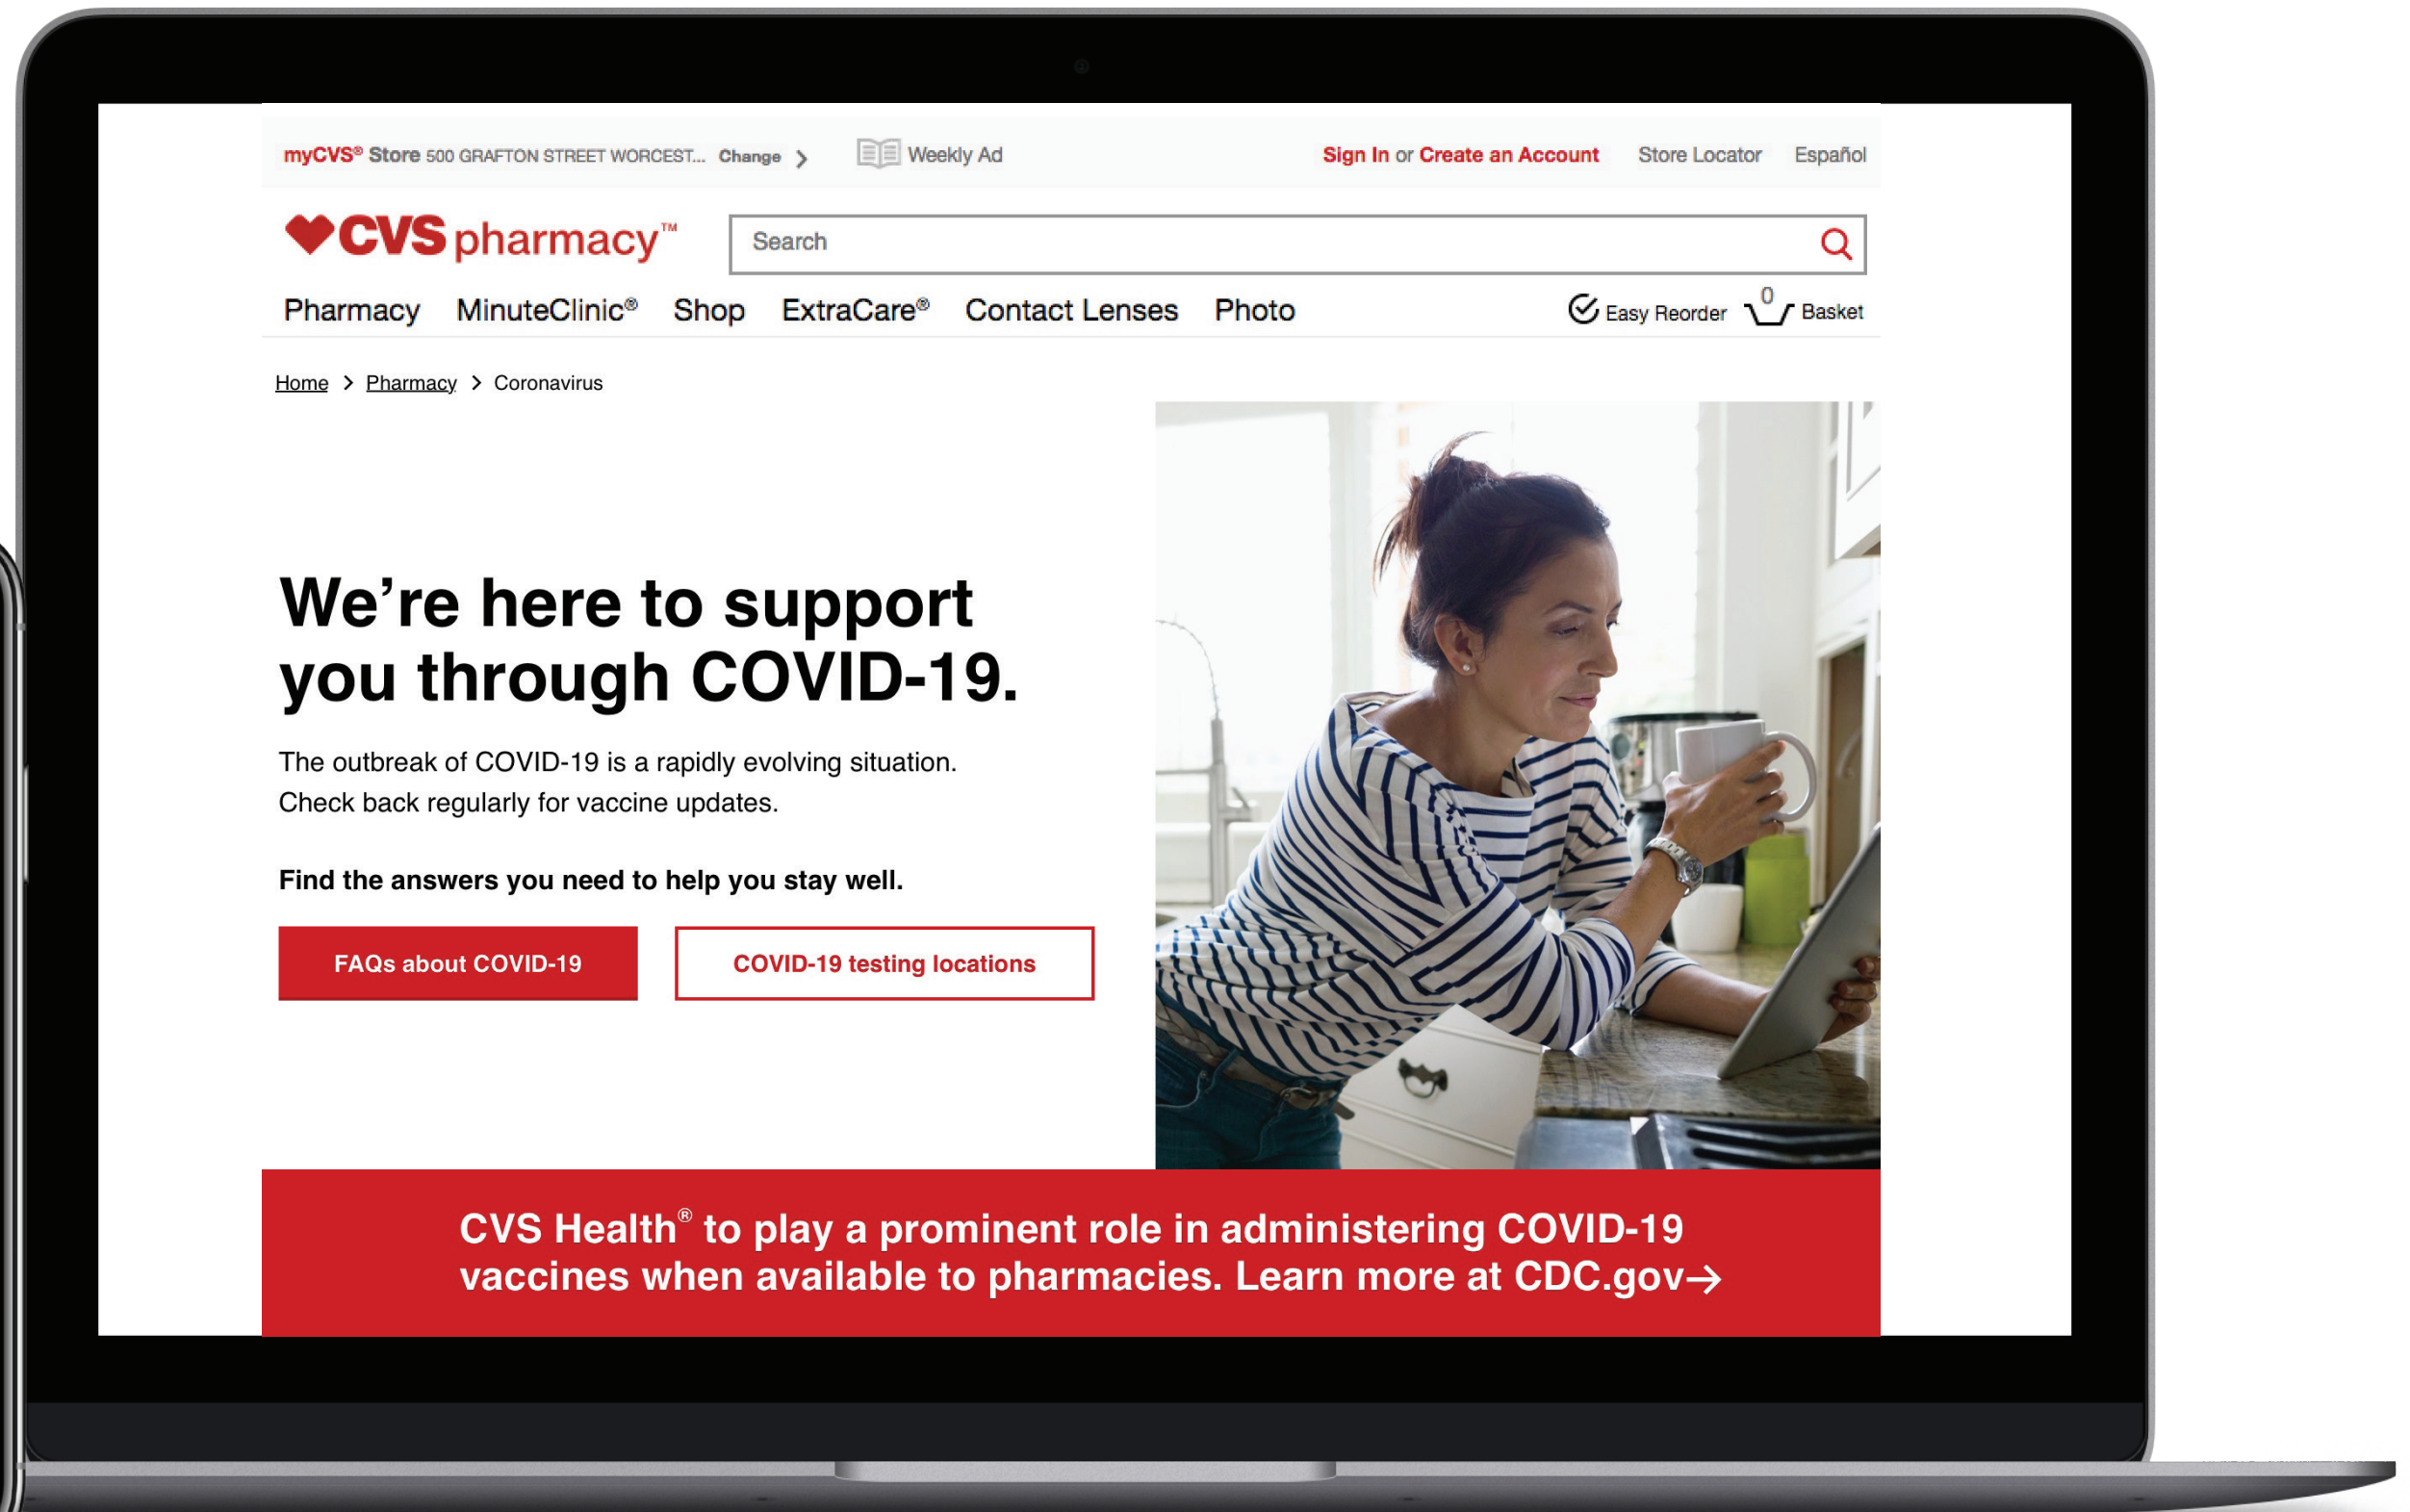 myCVS® Store 500 GRAFTON STREET WORCEST... Change > Weekly Ad Sign In or Create an Account Store Locator Español
CVS pharmacy™ Search
Pharmacy MinuteClinic® Shop ExtraCare® Contact Lenses Photo Easy Reorder 0 Basket
Home > Pharmacy > Coronavirus
We're here to support
you through COVID-19.
The outbreak of COVID-19 is a rapidly evolving situation.
Check back regularly for vaccine updates.
Find the answers you need to help you stay well.
FAQs about COVID-19 COVID-19 testing locations
CVS Health® to play a prominent role in administering COVID-19
vaccines when available to pharmacies. Learn more at CDC.gov→